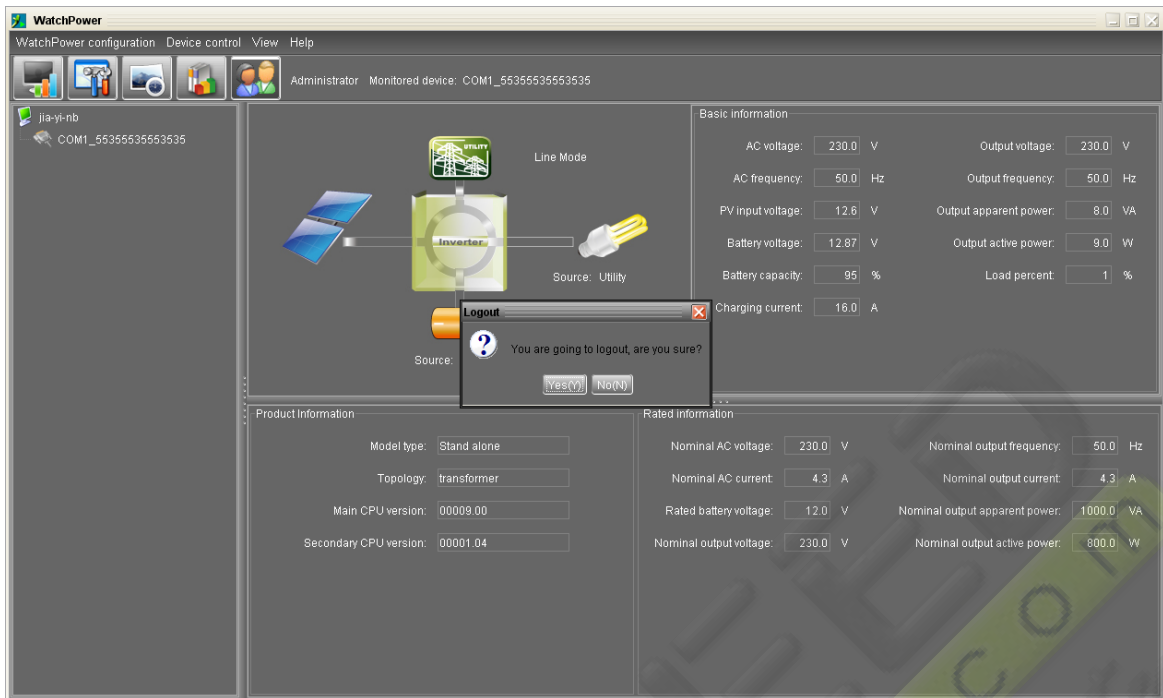 WatchPower
WatchPower configuration Device control View Help
Administrator Monitored device: COM1_55355535553535
jia-yi-nb
COM1_55355535553535
UTILITY
Line Mode
Inverter
Source: Utility
Source:
Basic information
AC voltage: 230.0 V Output voltage: 230.0 V
AC frequency: 50.0 Hz Output frequency: 50.0 Hz
PV input voltage: 12.6 V Output apparent power: 8.0 VA
Battery voltage: 12.87 V Output active power: 9.0 W
Battery capacity: 95 % Load percent: 1 %
Charging current: 16.0 A
Logout
You are going to logout, are you sure?
Yes(Y) No(N)
Product Information
Model type: Stand alone
Topology: transformer
Main CPU version: 00009.00
Secondary CPU version: 00001.04
Rated information
Nominal AC voltage: 230.0 V Nominal output frequency: 50.0 Hz
Nominal AC current: 4.3 A Nominal output current: 4.3 A
Rated battery voltage: 12.0 V Nominal output apparent power: 1000.0 VA
Nominal output voltage: 230.0 V Nominal output active power: 800.0 W